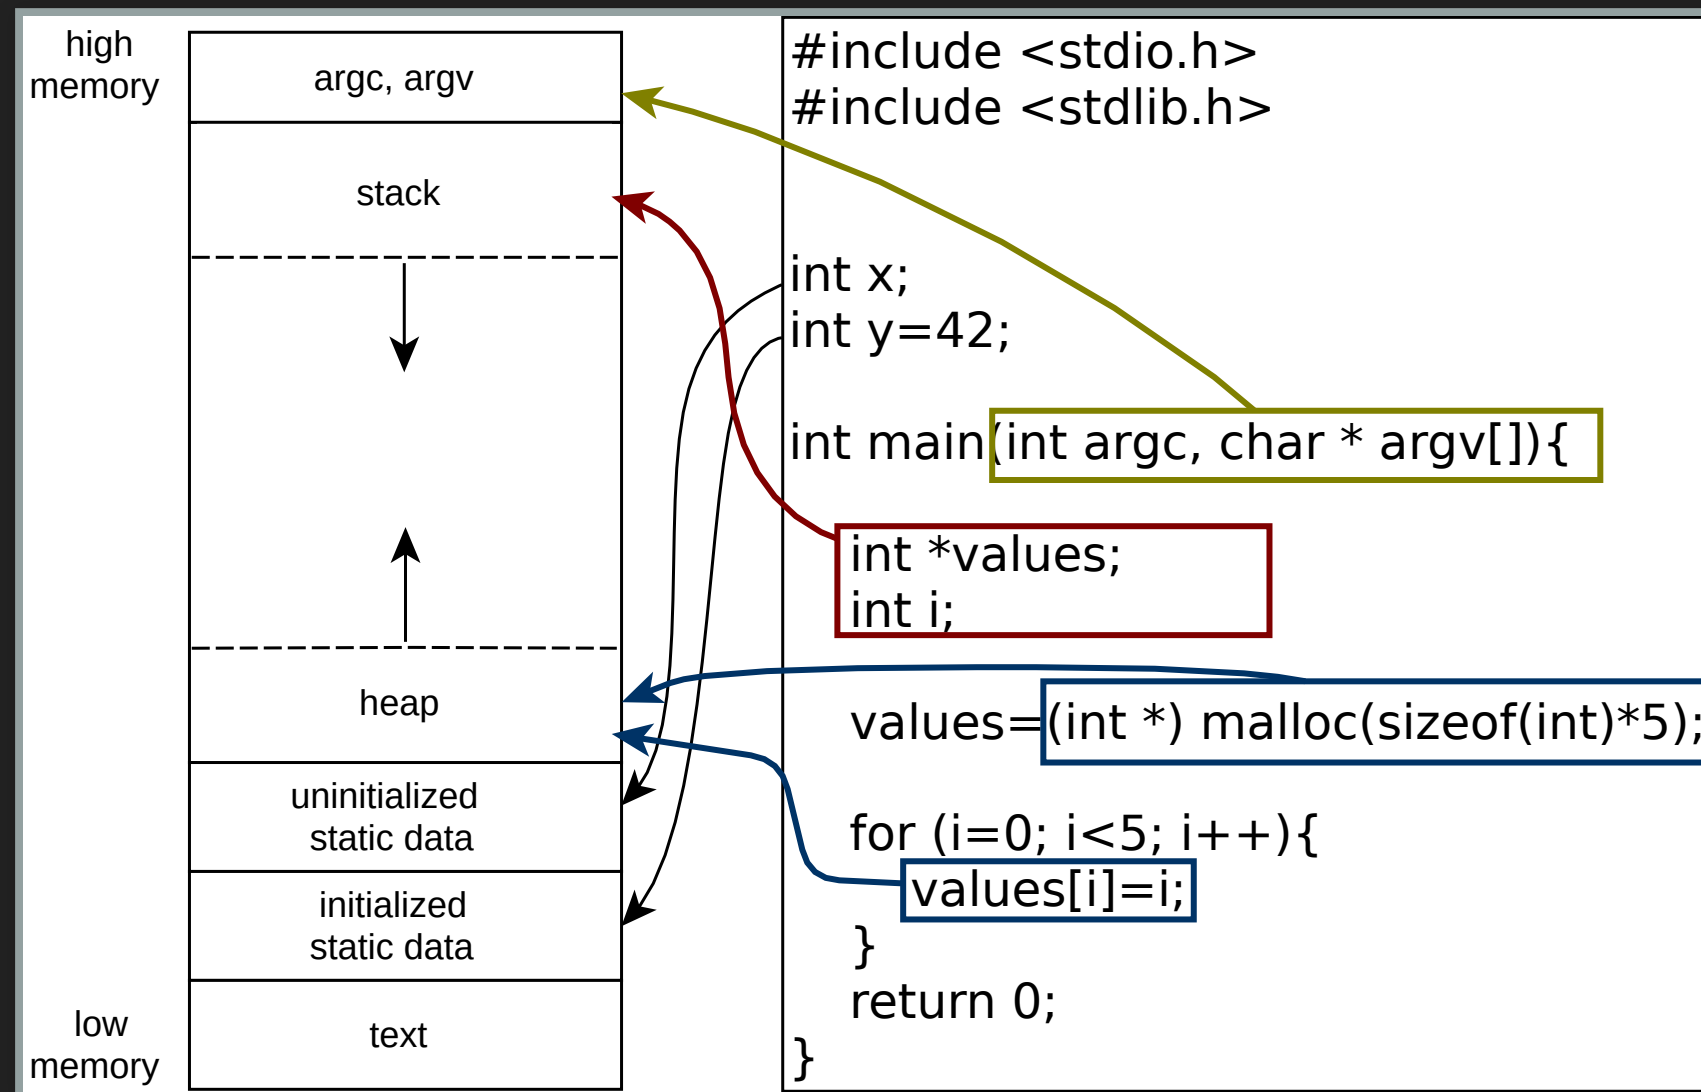 high
memory
argc, argv
stack
heap
uninitialized
static data
initialized
static data
text
low
memory
#include <stdio.h>
#include <stdlib.h>
int x;
int y=42;
int main(int argc, char * argv[]){
int *values;
int i;
values=(int *) malloc(sizeof(int)*5);
for (i=0; i<5; i++){
values[i]=i;
}
return 0;
}